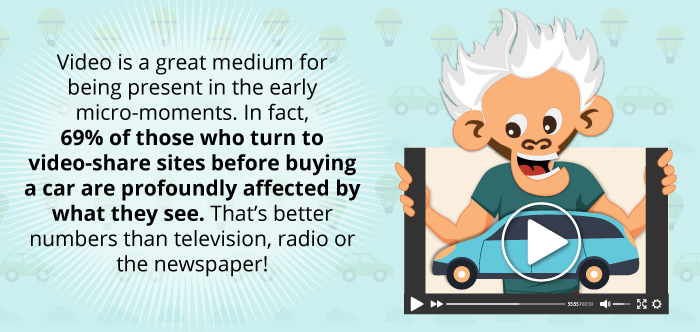 Video is a great medium for
being present in the early
micro-moments. In fact,
69% of those who turn to
video-share sites before buying
a car are profoundly affected by
what they see. That's better
numbers than television, radio or
the newspaper!